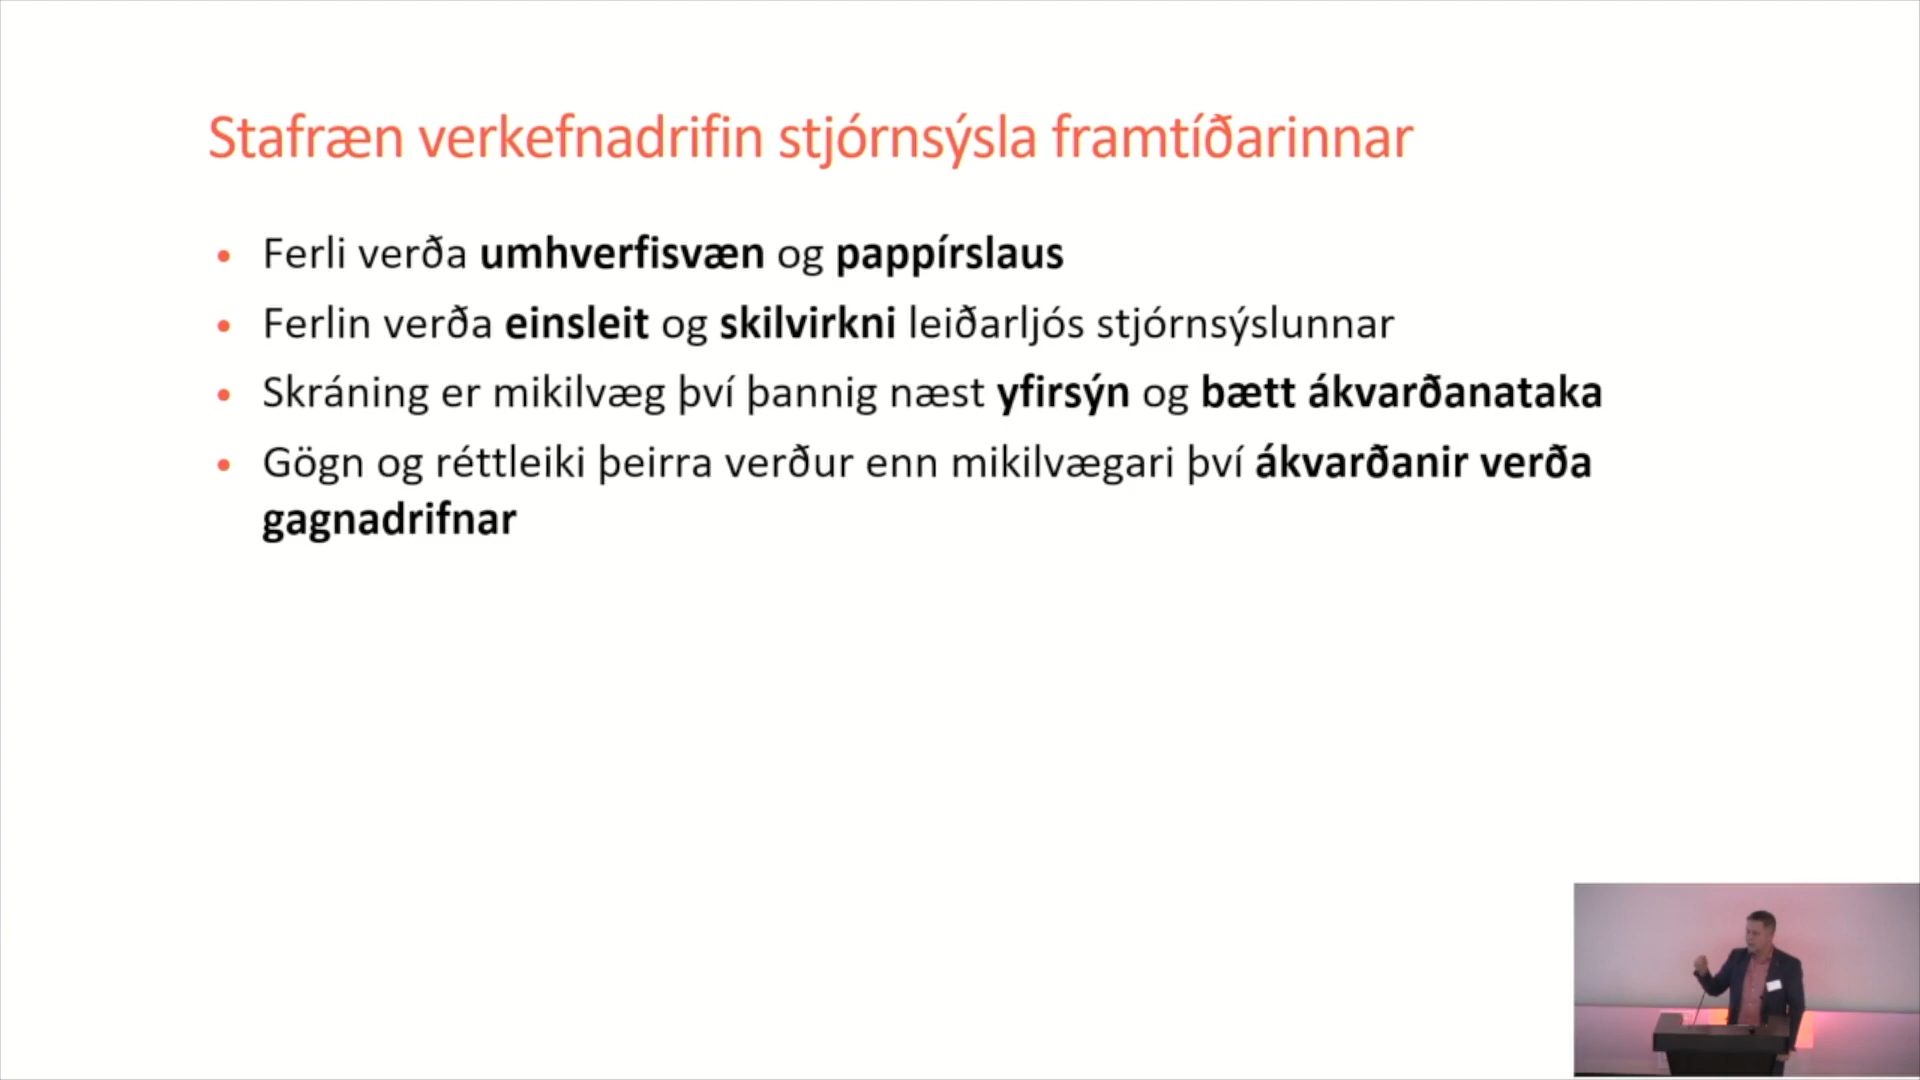 Stafræn verkefnadrifin stjórnsýsla framtíðarinnar
• Ferli verða umhverfisvæn og pappírslaus
• Ferlin verða einsleit og skilvirkni leiðarljós stjórnsýslunnar
• Skráning er mikilvæg því þannig næst yfirsýn og bætt ákvarðanataka
• Gögn og réttleiki þeirra verður enn mikilvægari því ákvarðanir verða
gagnadrifnar